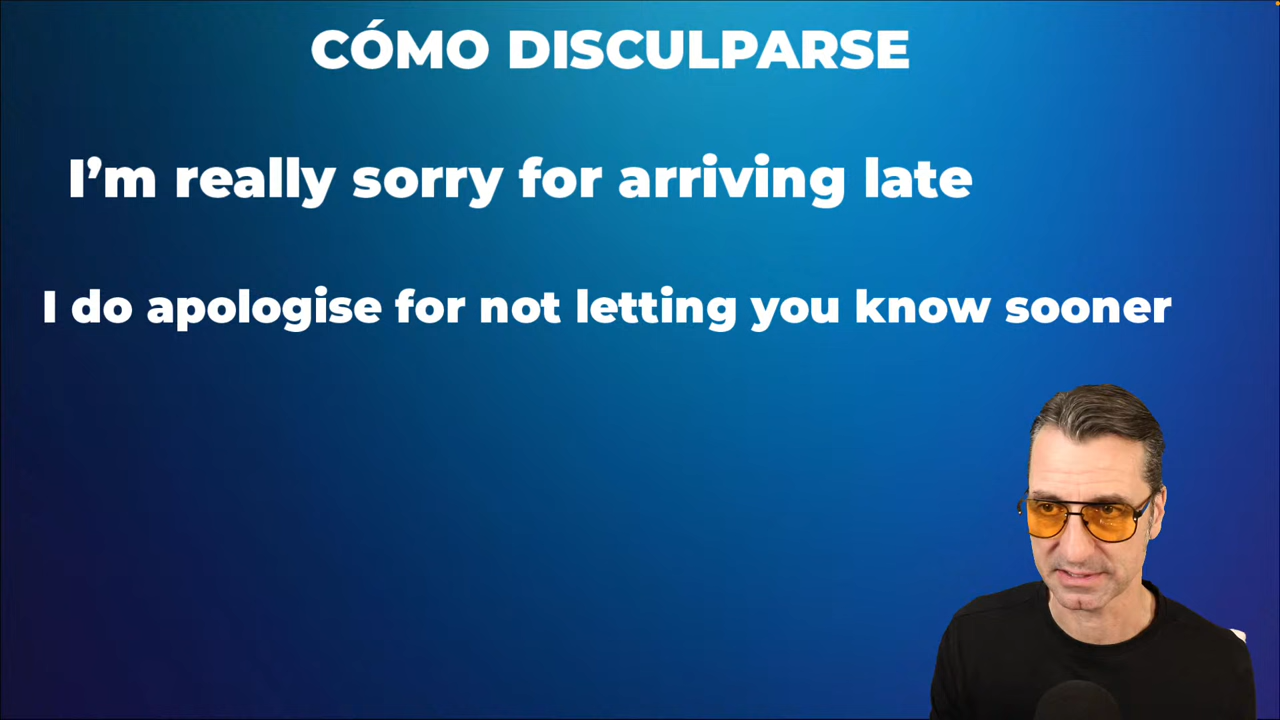 CÓMO DISCULPARSE
I’m really sorry for arriving late
I do apologise for not letting you know sooner